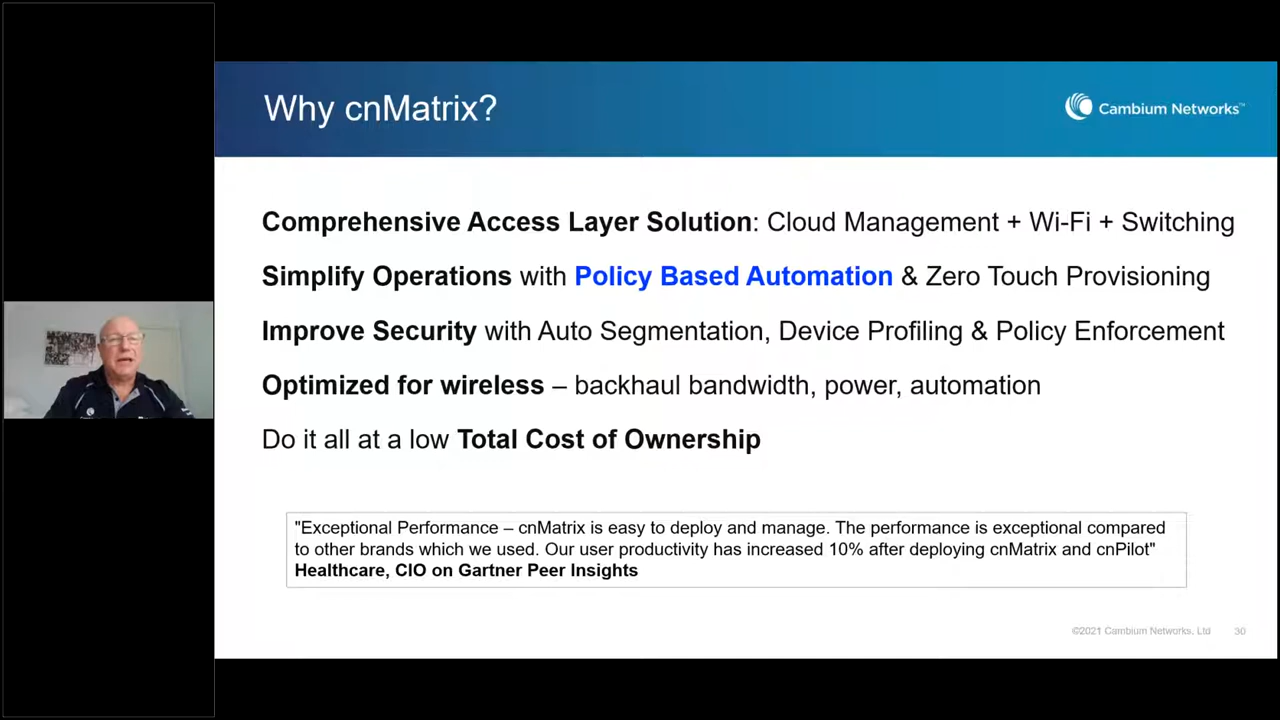 Why cnMatrix?
Cambium Networks™
Comprehensive Access Layer Solution: Cloud Management + Wi-Fi + Switching
Simplify Operations with Policy Based Automation & Zero Touch Provisioning
Improve Security with Auto Segmentation, Device Profiling & Policy Enforcement
Optimized for wireless – backhaul bandwidth, power, automation
Do it all at a low Total Cost of Ownership
"Exceptional Performance – cnMatrix is easy to deploy and manage. The performance is exceptional compared
to other brands which we used. Our user productivity has increased 10% after deploying cnMatrix and cnPilot"
Healthcare, CIO on Gartner Peer Insights
©2021 Cambium Networks, Ltd 30